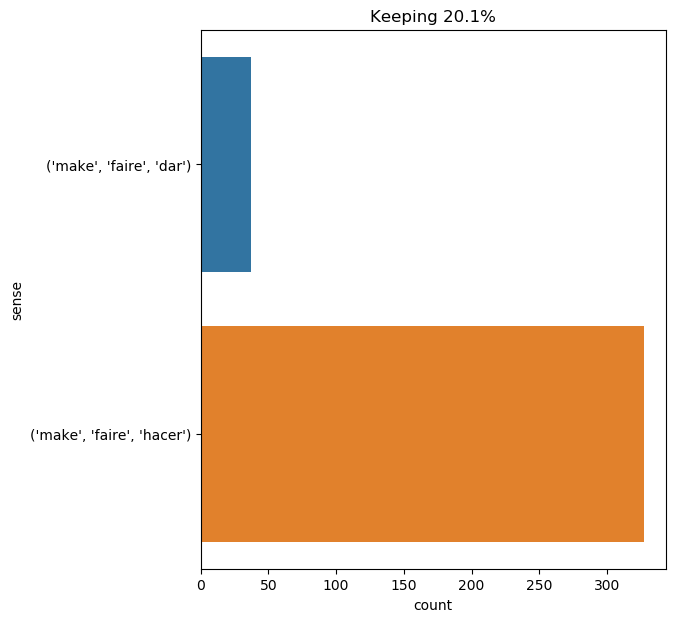 Keeping 20.1%
('make', 'faire', 'dar')
sense
('make', 'faire', 'hacer')
0 50 100 150 200 250 300
count